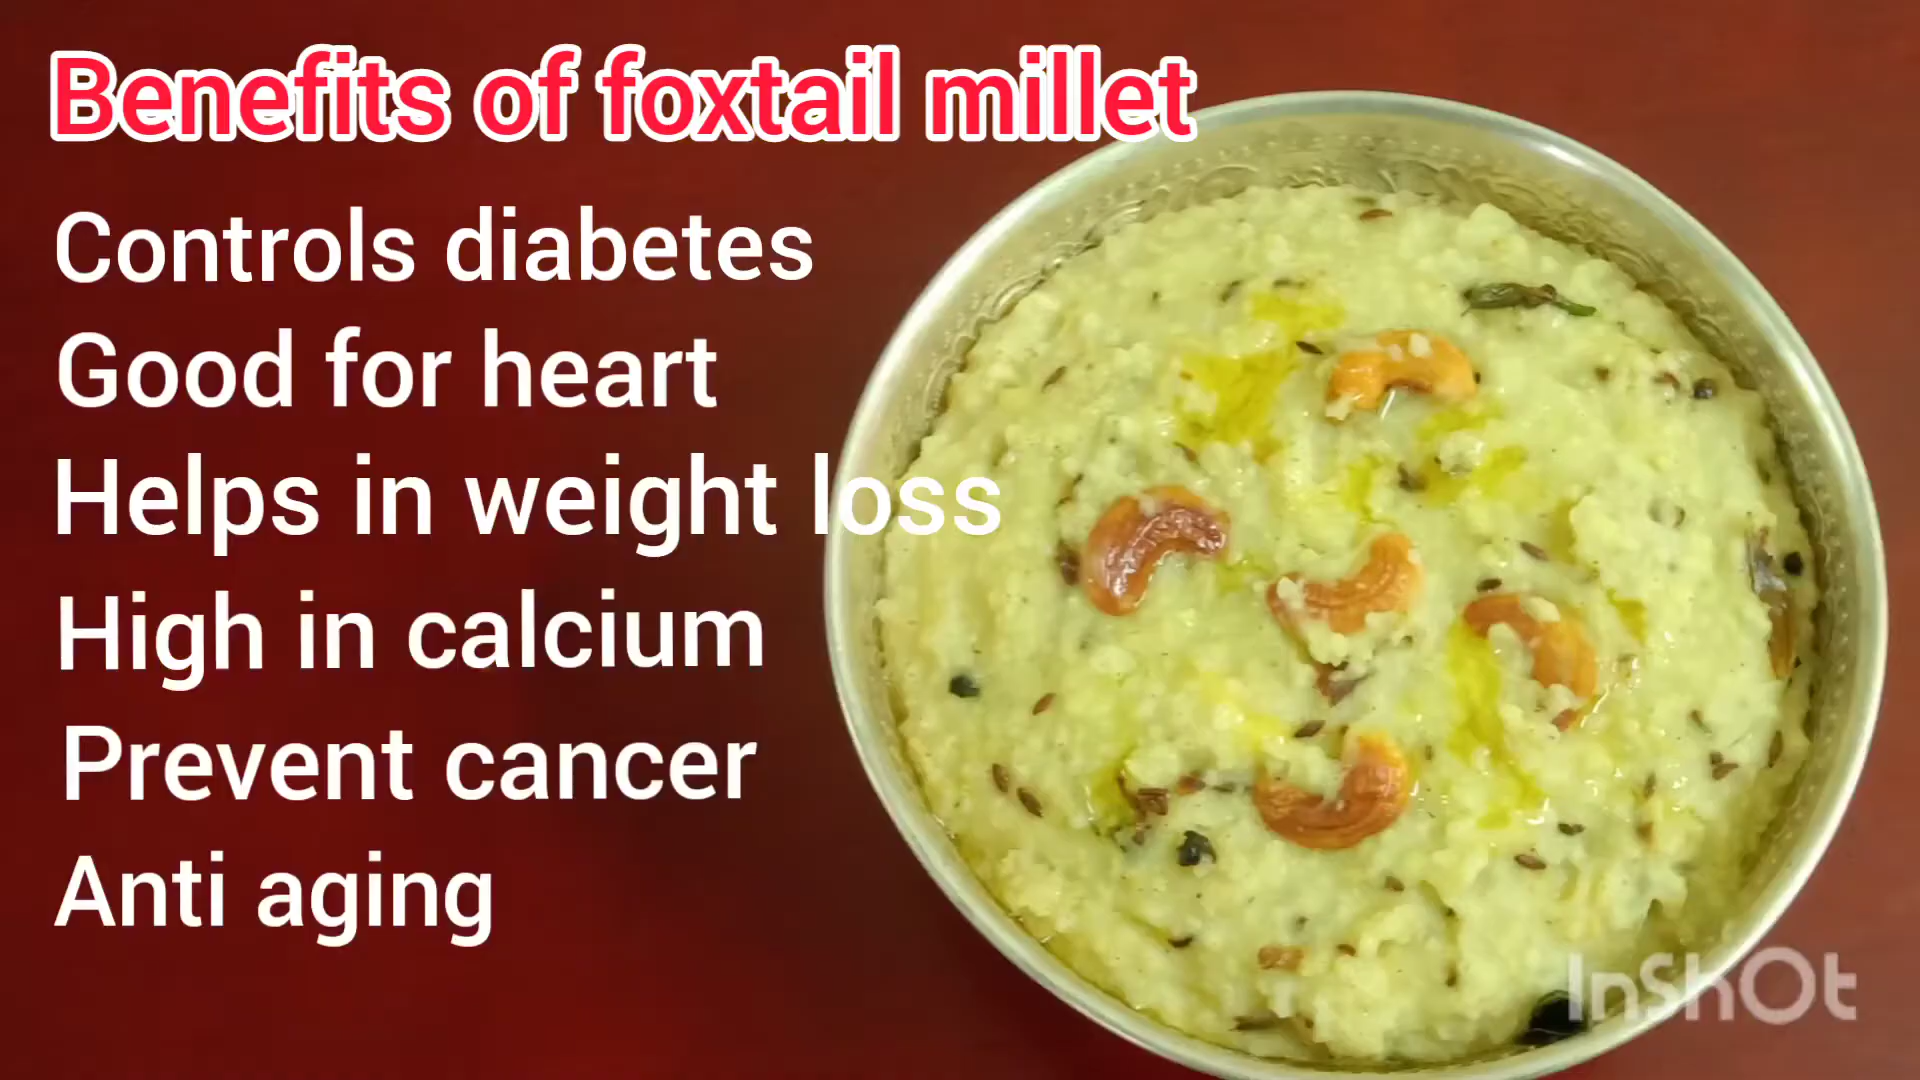 Benefits of foxtail millet
Controls diabetes
Good for heart
Helps in weight loss
High in calcium
Prevent cancer
Anti aging
InShOt